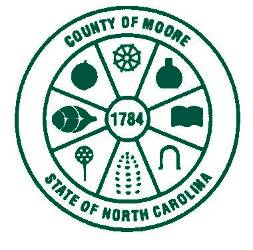 COUNTY OF MOORE
1784
STATE OF NORTH CAROLINA